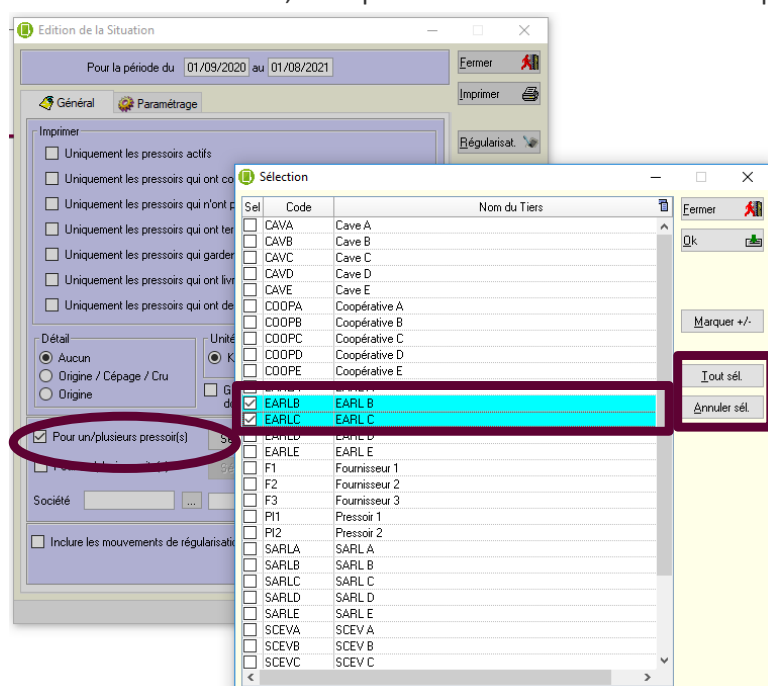 Edition de la Situation
Pour la période du 01/09/2020 au 01/08/2021
Fermer
Imprimer
Régularisat.
Général
Paramétrage
Imprimer
Uniquement les pressoirs actifs
Uniquement les pressoirs qui ont
Uniquement les pressoirs qui n'ont
Uniquement les pressoirs qui ont
Uniquement les pressoirs qui
Uniquement les pressoirs qui ont
Uniquement les pressoirs qui ont
Détail
Aucun
Origine / Cépage / Cru
Origine
Unité
K
Pour un/plusieurs pressoir(s)
Société
...
Inclure les mouvements de
Sélection
Sel Code Nom du Tiers
CAVA Cave A
CAVB Cave B
CAVC Cave C
CAVD Cave D
CAVE Cave E
COOPA Coopérative A
COOPB Coopérative B
COOPC Coopérative C
COOPD Coopérative D
COOPE Coopérative E
EARLB EARL B
EARLC EARL C
EARLD EARL D
EARLE EARL E
F1 Fournisseur 1
F2 Fournisseur 2
F3 Fournisseur 3
PI1 Pressoir 1
PI2 Pressoir 2
SARLA SARL A
SARLB SARL B
SARLC SARL C
SARLD SARL D
SARLE SARL E
SCEVA SCEV A
SCEVB SCEV B
SCEVC SCEV C
Fermer
Ok
Marquer +/-
Tout sél.
Annuler sél.